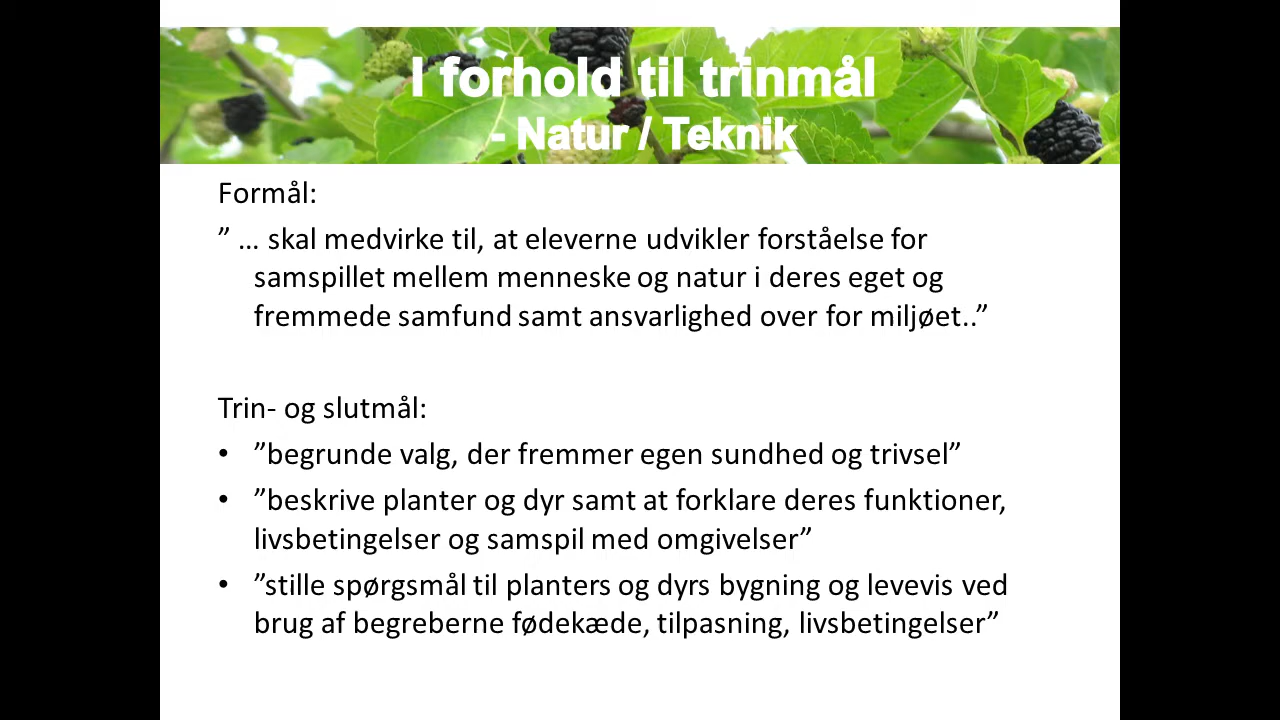 I forhold til trinmål
- Natur / Teknik
Formål:
” … skal medvirke til, at eleverne udvikler forståelse for
samspillet mellem menneske og natur i deres eget og
fremmede samfund samt ansvarlighed over for miljøet..”
Trin- og slutmål:
• ”begrunde valg, der fremmer egen sundhed og trivsel”
• ”beskrive planter og dyr samt at forklare deres funktioner,
livsbetingelser og samspil med omgivelser”
• ”stille spørgsmål til planters og dyrs bygning og levevis ved
brug af begreberne fødekæde, tilpasning, livsbetingelser”